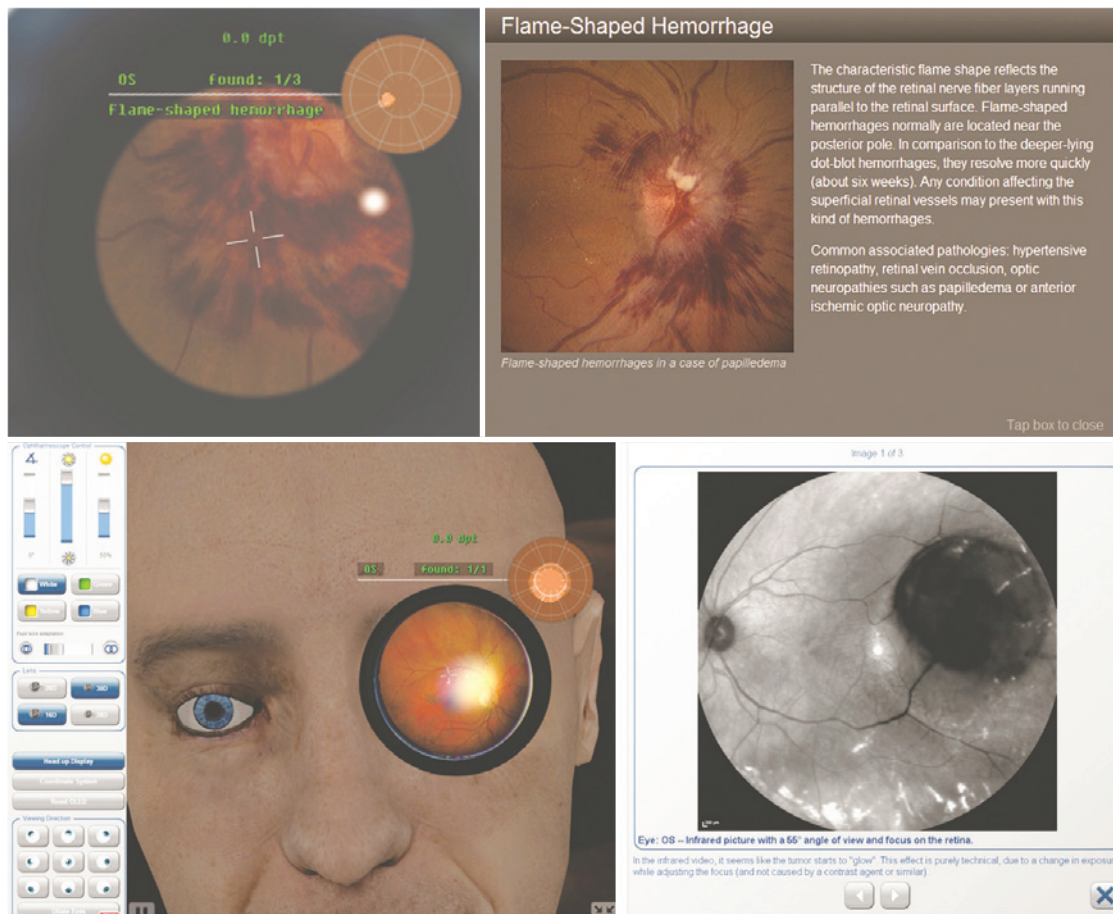 0.0 dpt
OS found: 1/3
Flame-shaped hemorrhage
Flame-Shaped Hemorrhage
The characteristic flame shape reflects the
structure of the retinal nerve fiber layers running
parallel to the retinal surface. Flame-shaped
hemorrhages normally are located near the
posterior pole. In comparison to the deeper-lying
dot-blot hemorrhages, they resolve more quickly
(about six weeks). Any condition affecting the
superficial retinal vessels may present with this
kind of hemorrhages.
Common associated pathologies: hypertensive
retinopathy, retinal vein occlusion, optic
neuropathies such as papilledema or anterior
ischemic optic neuropathy.
Flame-shaped hemorrhages in a case of papilledema
Tap box to close
Ophthalmoscope Control
0° 50%
White Green
Yellow Blue
Lens
Head up Display
Coordinate System
Reset OLED
Viewing Direction
0.0 dpt
OS found: 1/1
Image 1 of 3
Eye: OS – Infrared picture with a 55° angle of view and focus on the retina.
In the infrared video, it seems like the tumor starts to "glow". This effect is purely technical, due to a change in exposure
while adjusting the focus (and not caused by a contrast agent or similar)